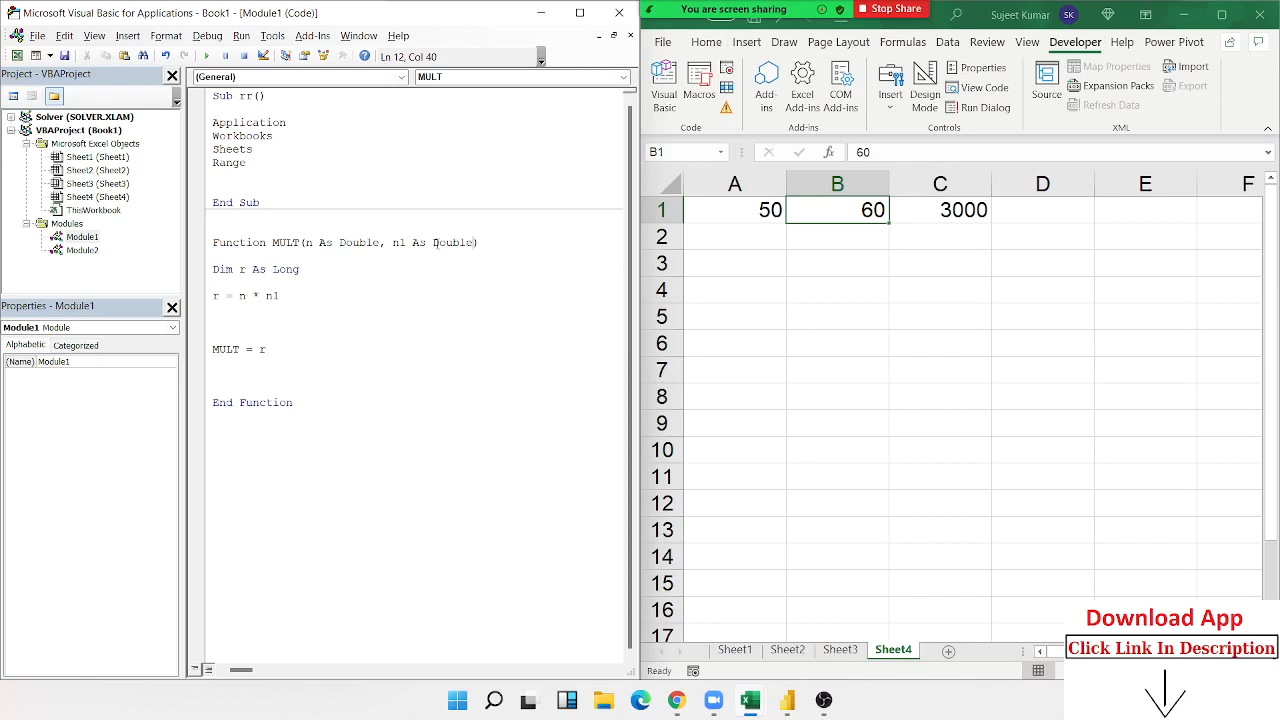 Microsoft Visual Basic for Applications - Book1 - [Module1 (Code)]
File Edit View Insert Format Debug Run Tools Add-Ins Window Help
Ln 12, Col 40
Project - VBAProject
Solver (SOLVER.XLAM)
VBAProject (Book1)
Microsoft Excel Objects
Sheet1 (Sheet1)
Sheet2 (Sheet2)
Sheet3 (Sheet3)
Sheet4 (Sheet4)
ThisWorkbook
Modules
Module1
Module2
Properties - Module1
Module1 Module
Alphabetic Categorized
(Name) Module1
(General) MULT
Sub rr()
Application
Workbooks
Sheets
Range
End Sub
Function MULT(n As Double, n1 As Double)
Dim r As Long
r = n * n1
MULT = r
End Function
You are screen sharing Stop Share
Sujeet Kumar SK
File Home Insert Draw Page Layout Formulas Data Review View Developer Help Power Pivot
Visual Basic
Macros
Code
Add-ins
Excel Add-ins
COM Add-ins
Add-ins
Insert
Design Mode
Properties
View Code
Run Dialog
Controls
Source
Map Properties
Expansion Packs
Refresh Data
Import
Export
XML
B1 fx 60
A B C D E F
1 50 60 3000
2
3
4
5
6
7
8
9
10
11
12
13
14
15
16
17
Sheet1 Sheet2 Sheet3 Sheet4
Ready
Download App
Click Link In Description